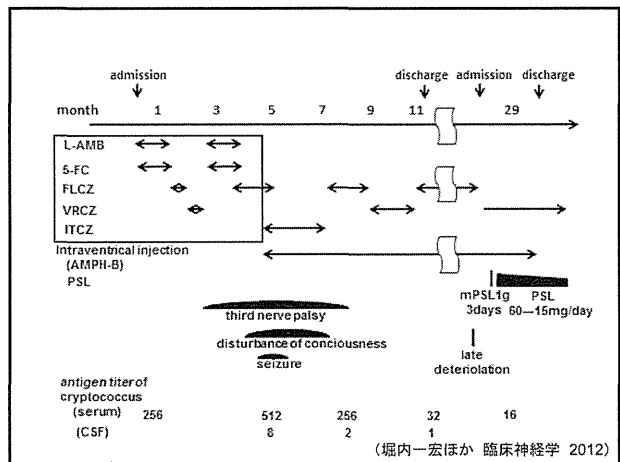 admission discharge admission discharge
month 1 3 5 7 9 11 29
L-AMB
5-FC
FLCZ
VRCZ
ITCZ
Intraventrical injection
(AMPH-B)
PSL
mPSL1g
3days
PSL
60—15mg/day
third nerve palsy
disturbance of conciousness
seizure
late
deterioration
antigen titer of
cryptococcus
(serum) 256 512 256 32 16
(CSF) 8 2 1
(堀内一宏ほか 臨床神経学 2012)